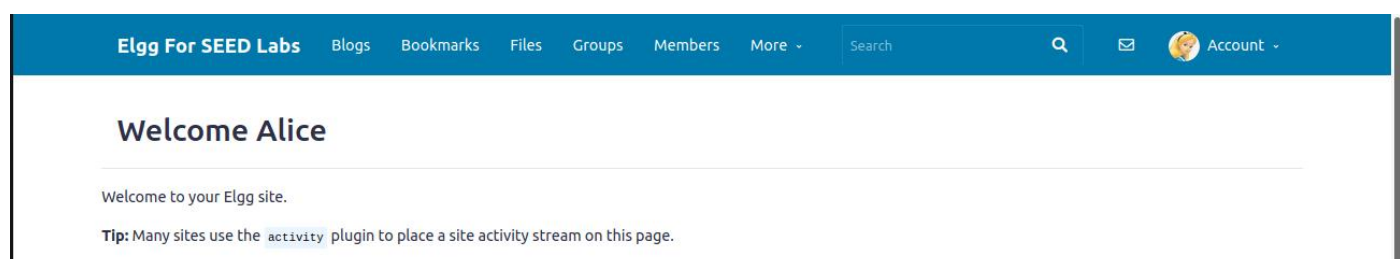 Elgg For SEED Labs Blogs Bookmarks Files Groups Members More Search Account
Welcome Alice
Welcome to your Elgg site.
Tip: Many sites use the activity plugin to place a site activity stream on this page.